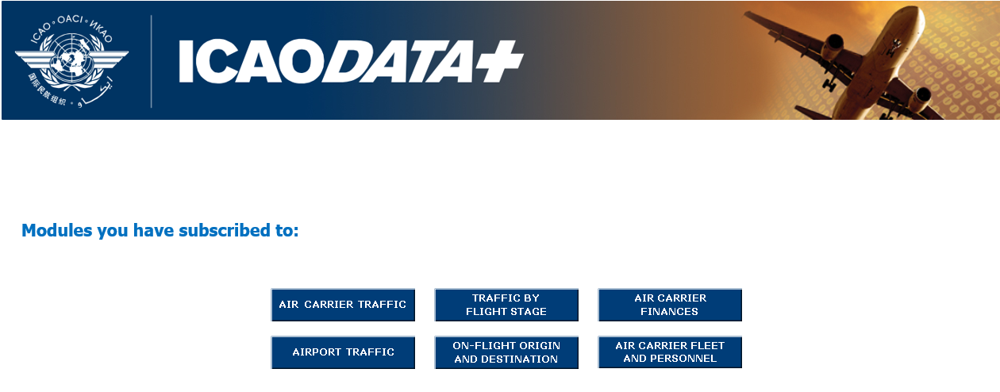 ICAO · OACI · ИКАО
国际民航组织 · ايكاو
ICAODATA+
Modules you have subscribed to:
AIR CARRIER TRAFFIC
TRAFFIC BY
FLIGHT STAGE
AIR CARRIER
FINANCES
AIRPORT TRAFFIC
ON-FLIGHT ORIGIN
AND DESTINATION
AIR CARRIER FLEET
AND PERSONNEL